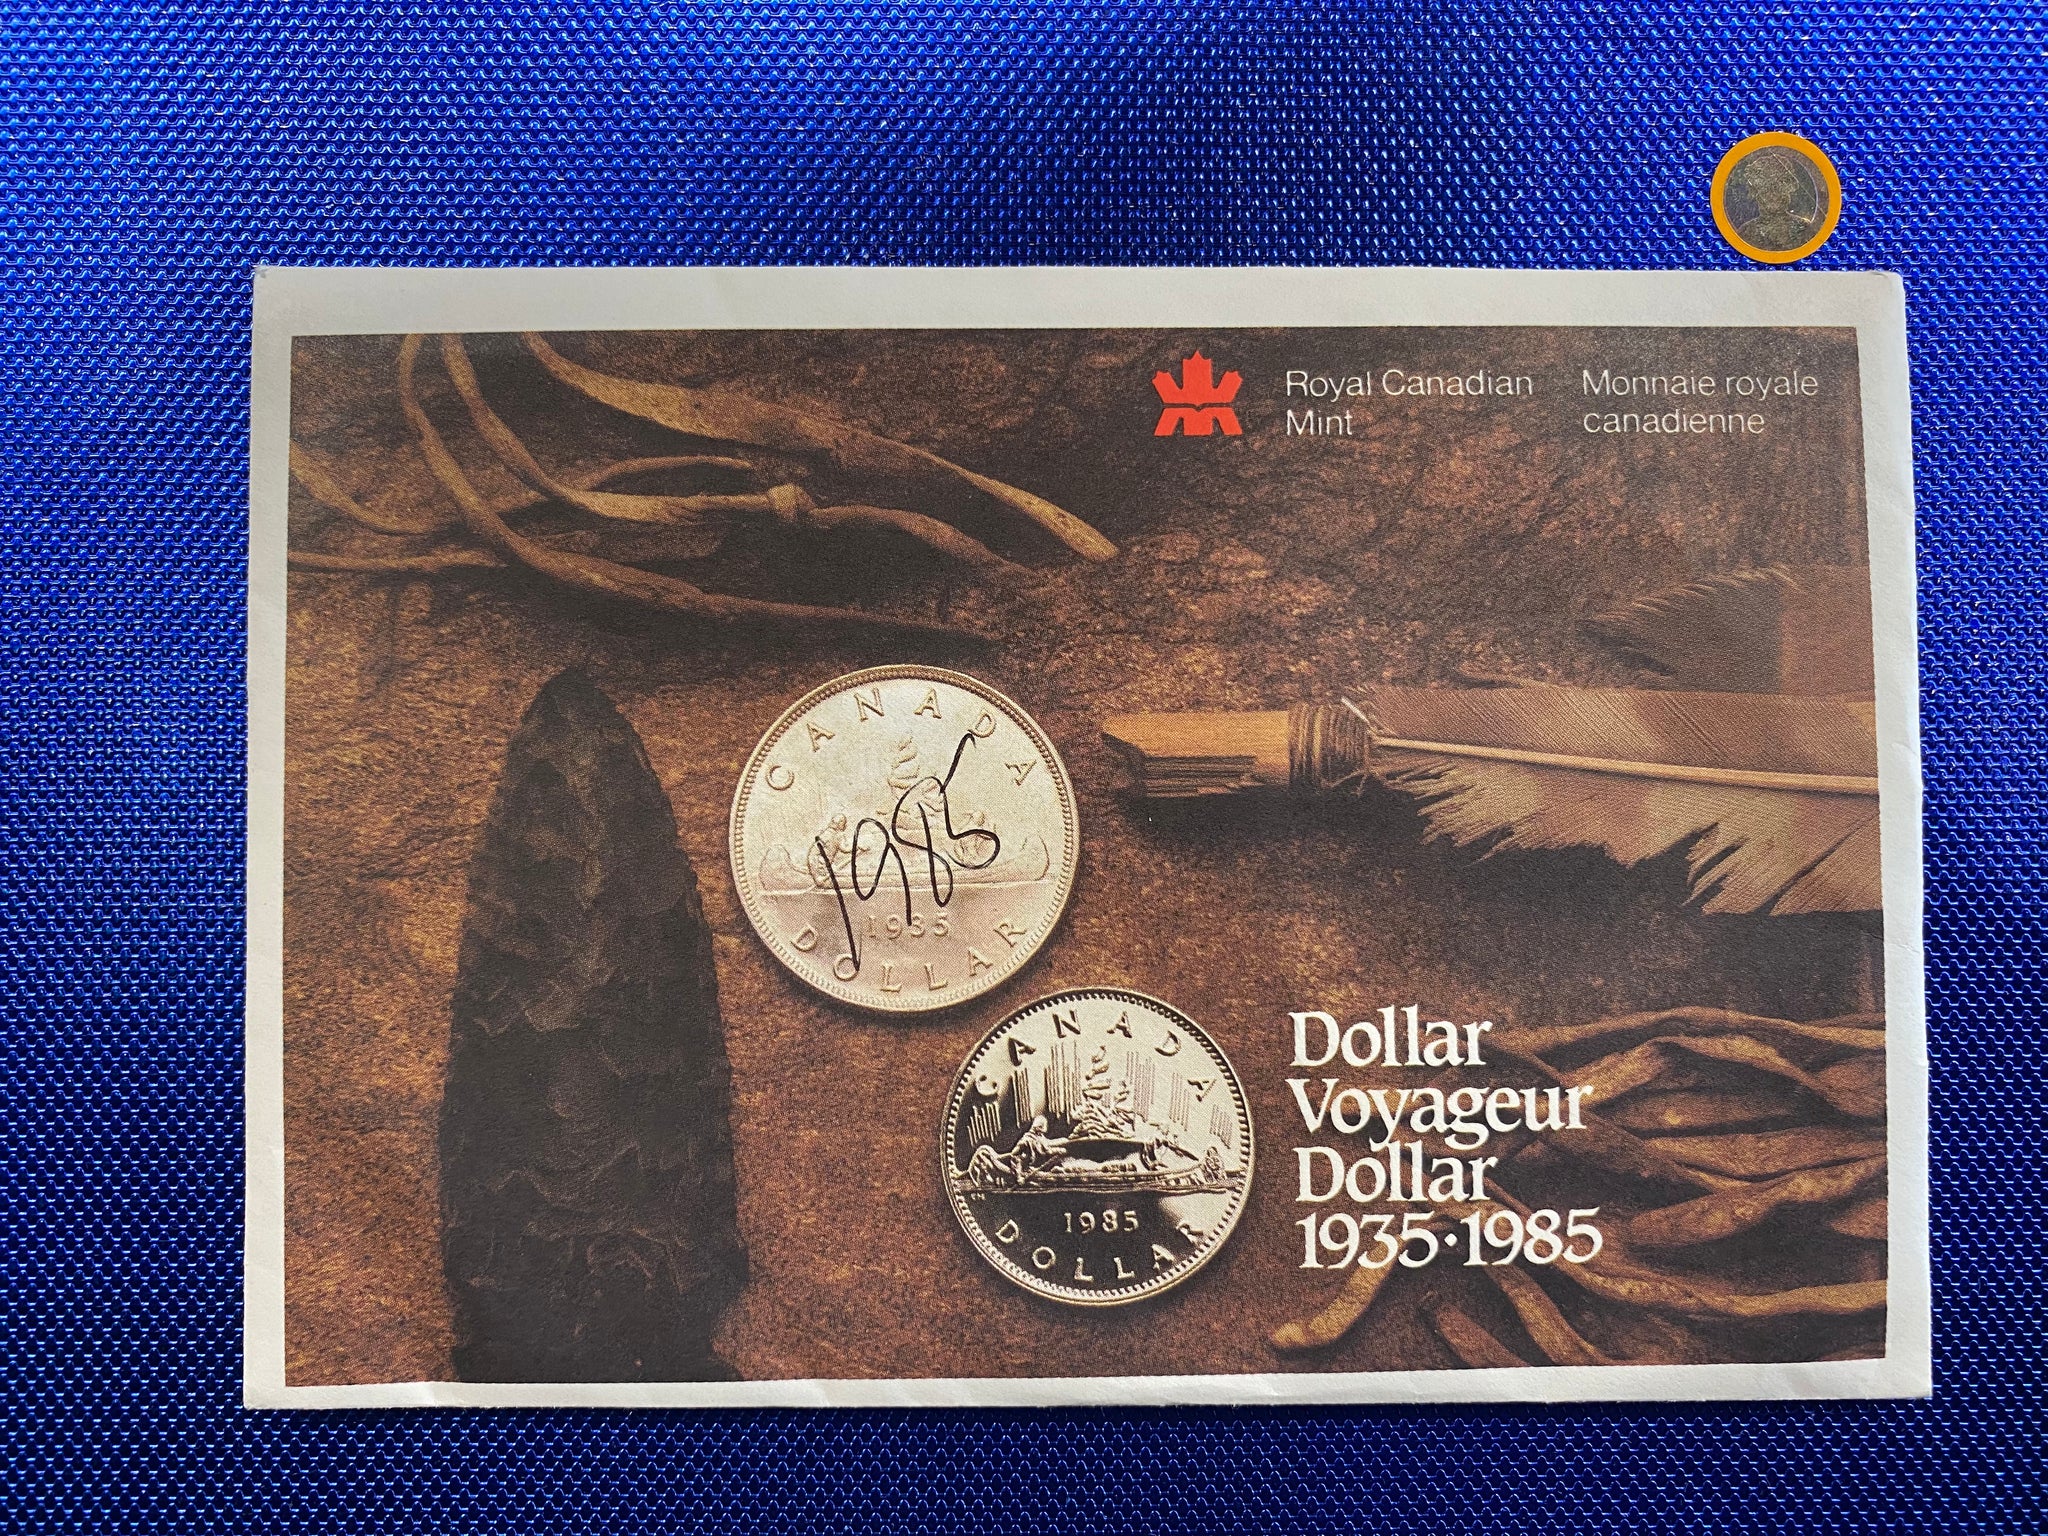 Royal Canadian
Mint
Monnaie royale
canadienne
CANADA
1985
1935
DOLLAR
CANADA
1985
DOLLAR
Dollar
Voyageur
Dollar
1935·1985